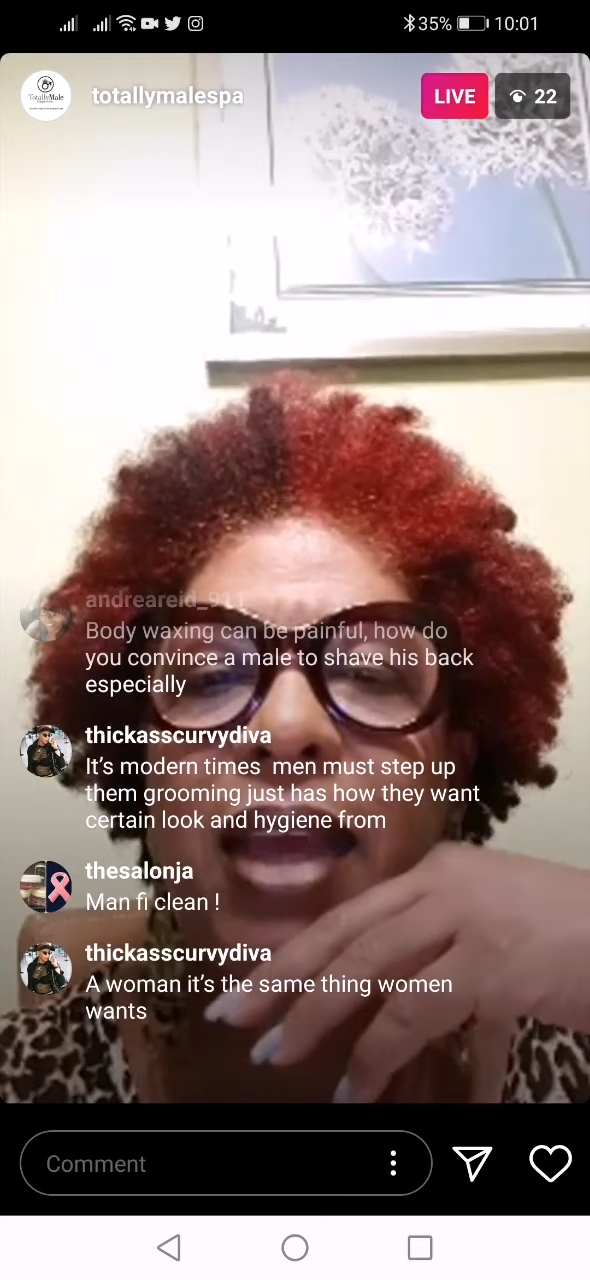 35% 10:01
TotallyMale
totallymalespa LIVE 22
andreareid_911
Body waxing can be painful, how do
you convince a male to shave his back
especially
thickasscurvydiva
It’s modern times  men must step up
them grooming just has how they want
certain look and hygiene from
thesalonja
Man fi clean !
thickasscurvydiva
A woman it’s the same thing women
wants
Comment